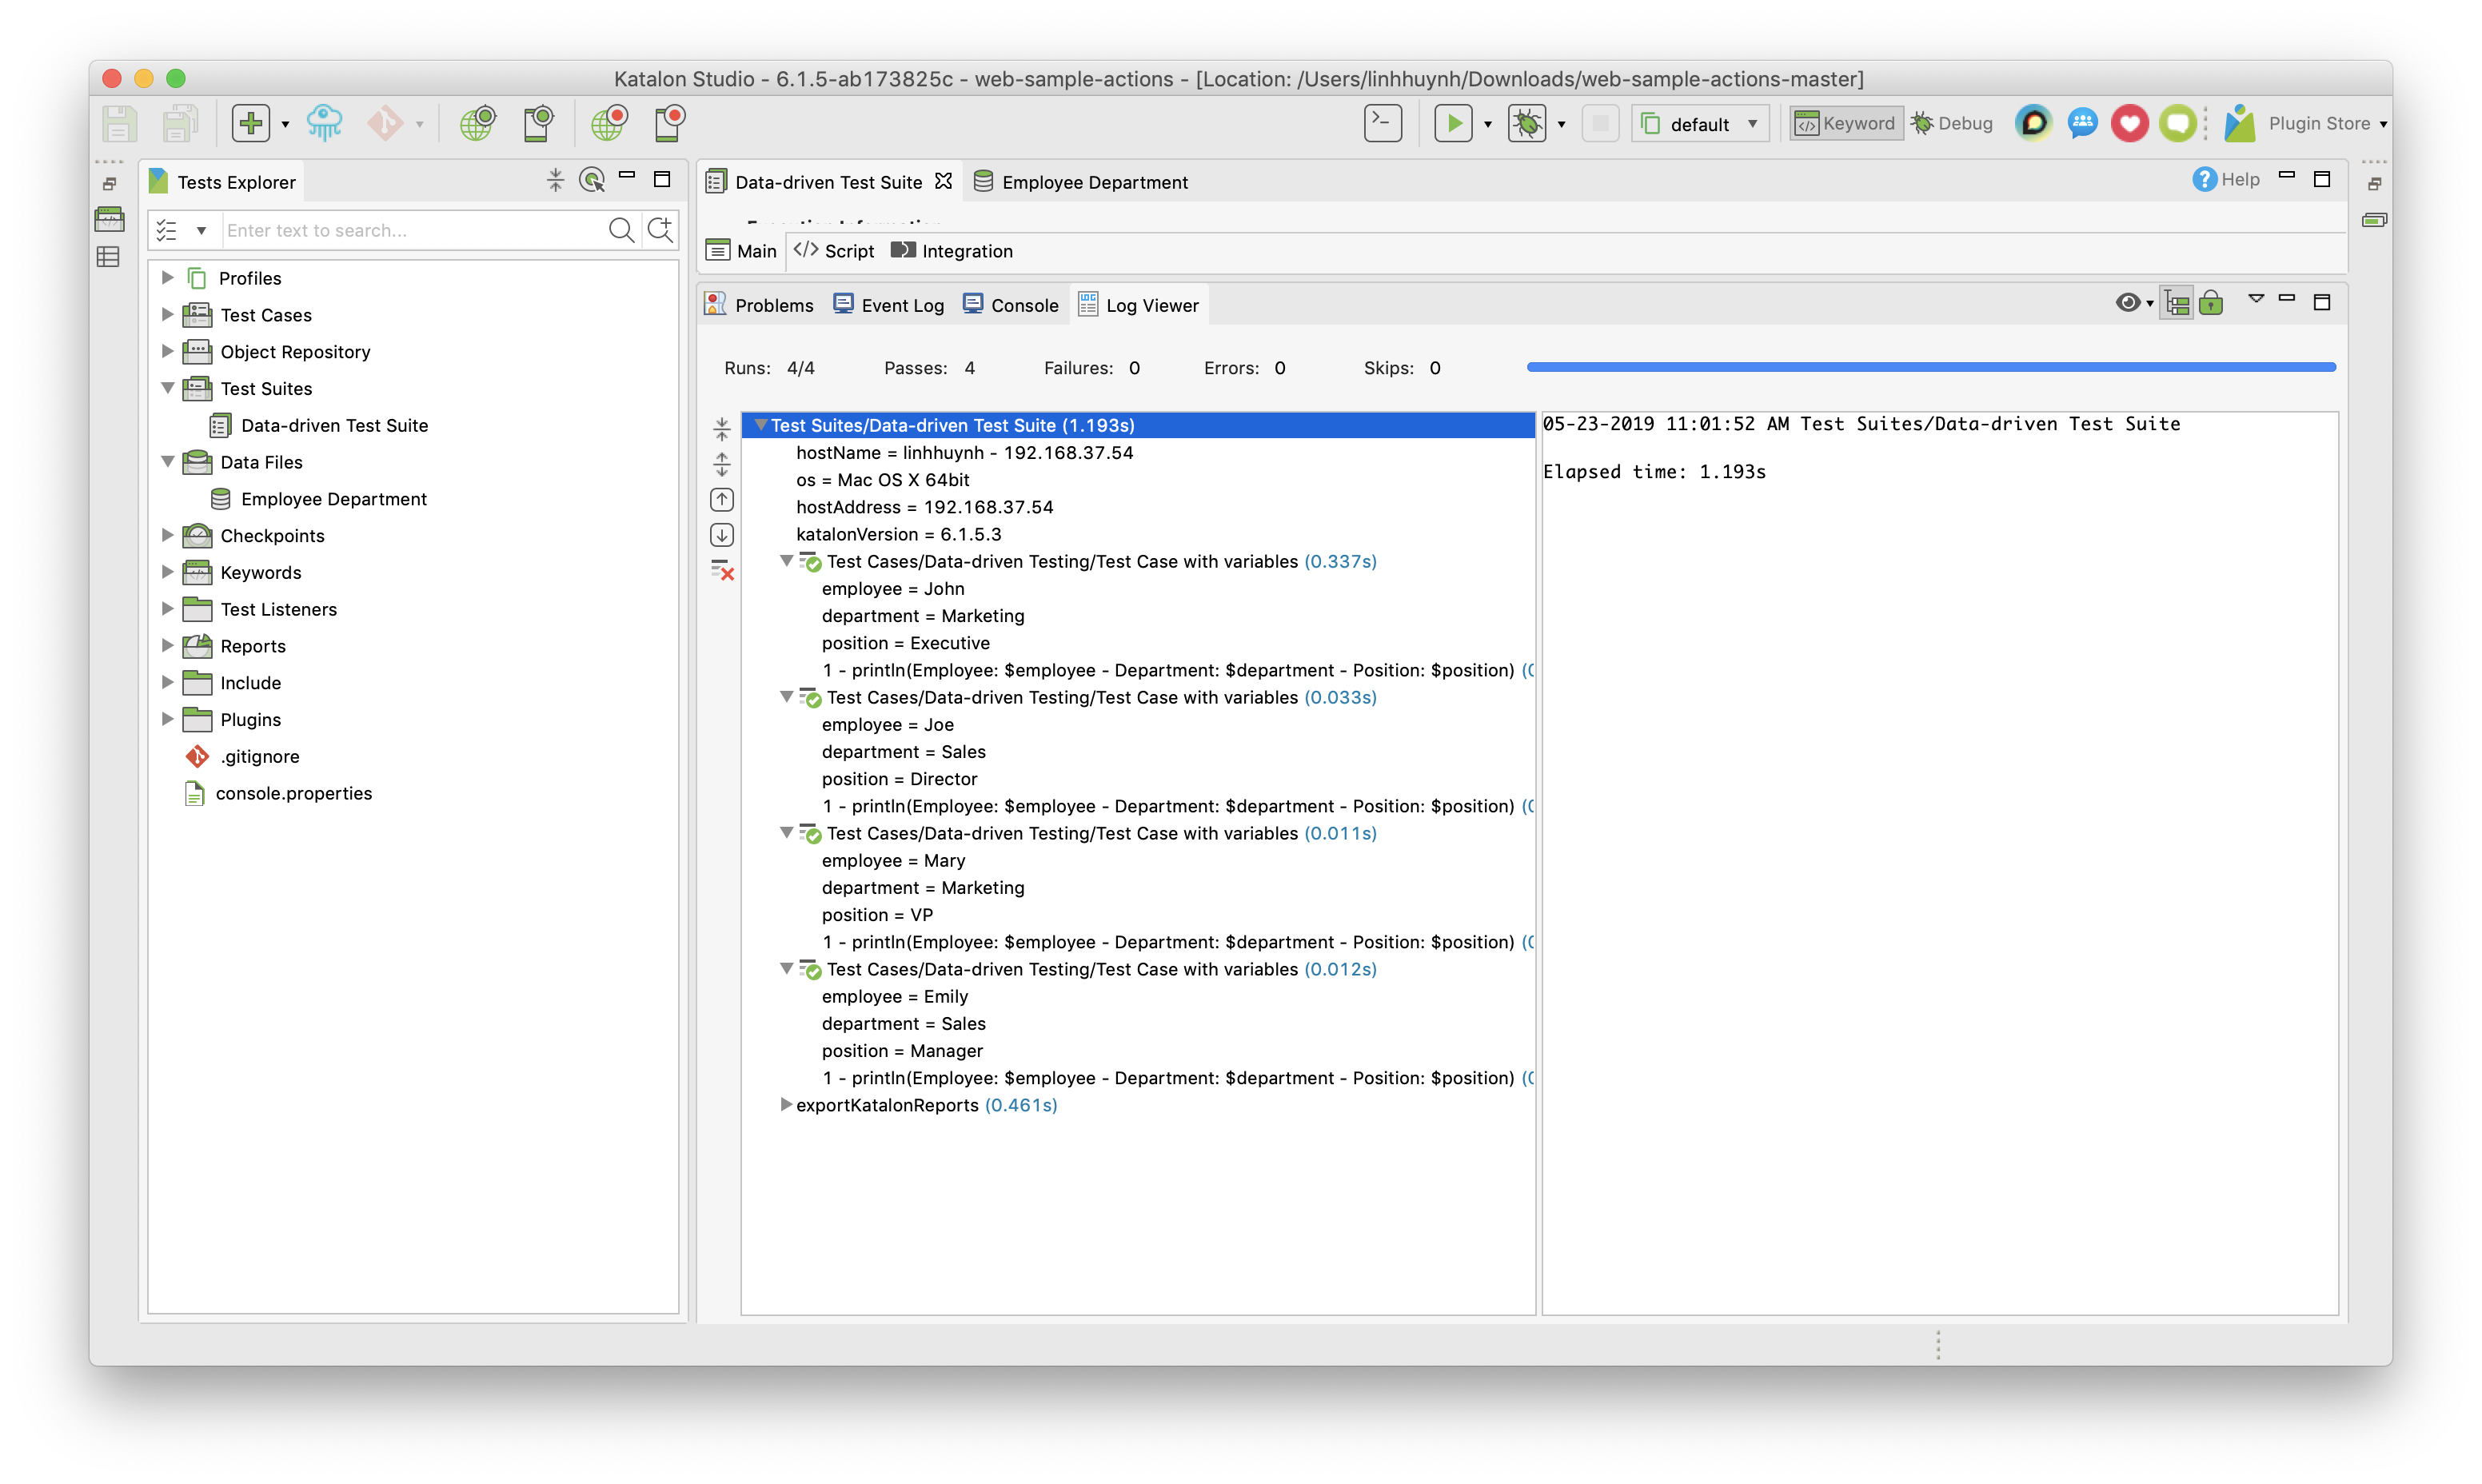 Katalon Studio - 6.1.5-ab173825c - web-sample-actions - [Location: /Users/linhhuynh/Downloads/web-sample-actions-master]
default
Keyword
Debug
Plugin Store
Tests Explorer
Enter text to search...
Profiles
Test Cases
Object Repository
Test Suites
Data-driven Test Suite
Data Files
Employee Department
Checkpoints
Keywords
Test Listeners
Reports
Include
Plugins
.gitignore
console.properties
Data-driven Test Suite
Employee Department
Help
Main
Script
Integration
Problems
Event Log
Console
Log Viewer
Runs: 4/4 Passes: 4 Failures: 0 Errors: 0 Skips: 0
Test Suites/Data-driven Test Suite (1.193s)
hostName = linhhuynh - 192.168.37.54
os = Mac OS X 64bit
hostAddress = 192.168.37.54
katalonVersion = 6.1.5.3
Test Cases/Data-driven Testing/Test Case with variables (0.337s)
employee = John
department = Marketing
position = Executive
1 - println(Employee: $employee - Department: $department - Position: $position)
Test Cases/Data-driven Testing/Test Case with variables (0.033s)
employee = Joe
department = Sales
position = Director
1 - println(Employee: $employee - Department: $department - Position: $position)
Test Cases/Data-driven Testing/Test Case with variables (0.011s)
employee = Mary
department = Marketing
position = VP
1 - println(Employee: $employee - Department: $department - Position: $position)
Test Cases/Data-driven Testing/Test Case with variables (0.012s)
employee = Emily
department = Sales
position = Manager
1 - println(Employee: $employee - Department: $department - Position: $position)
exportKatalonReports (0.461s)
05-23-2019 11:01:52 AM Test Suites/Data-driven Test Suite
Elapsed time: 1.193s